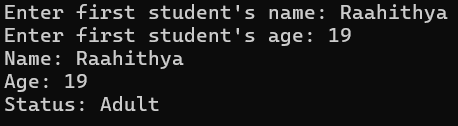 Enter first student's name: Raahithya
Enter first student's age: 19
Name: Raahithya
Age: 19
Status: Adult